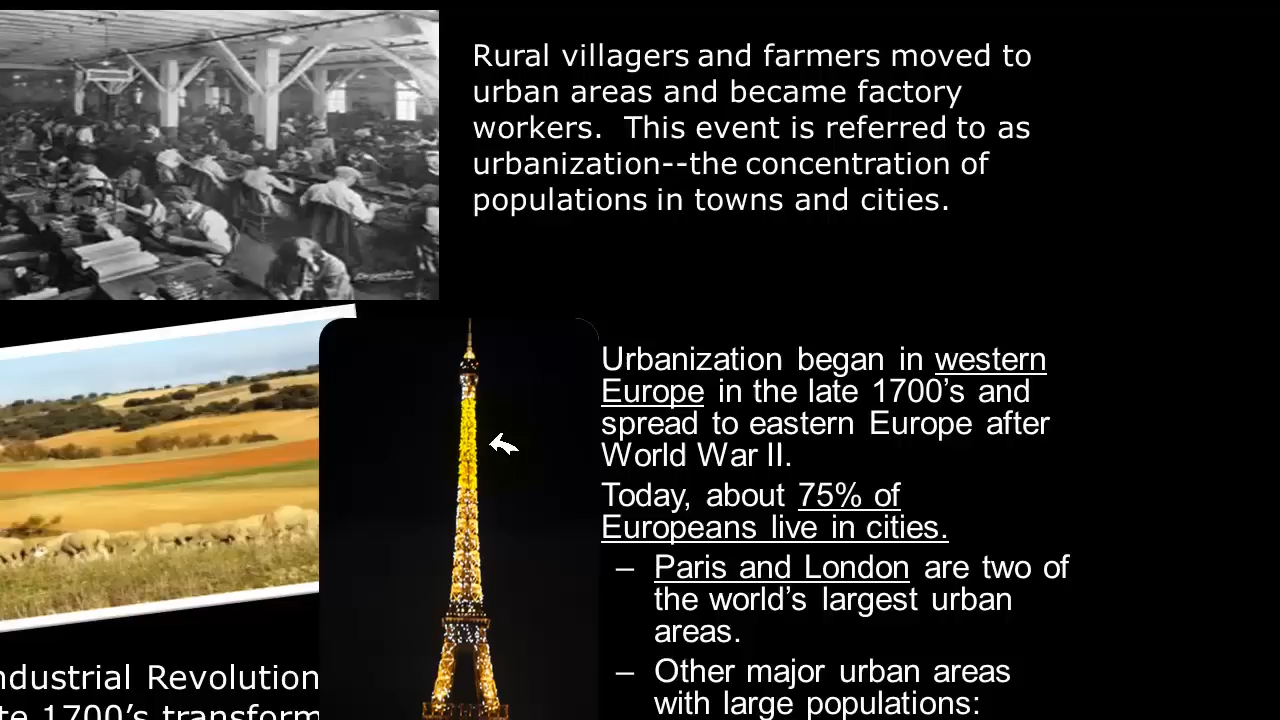 Rural villagers and farmers moved to
urban areas and became factory
workers.  This event is referred to as
urbanization--the concentration of
populations in towns and cities.
Urbanization began in western
Europe in the late 1700’s and
spread to eastern Europe after
World War II.
Today, about 75% of
Europeans live in cities.
– Paris and London are two of
the world’s largest urban
areas.
– Other major urban areas
with large populations:
Revolution
1700’s